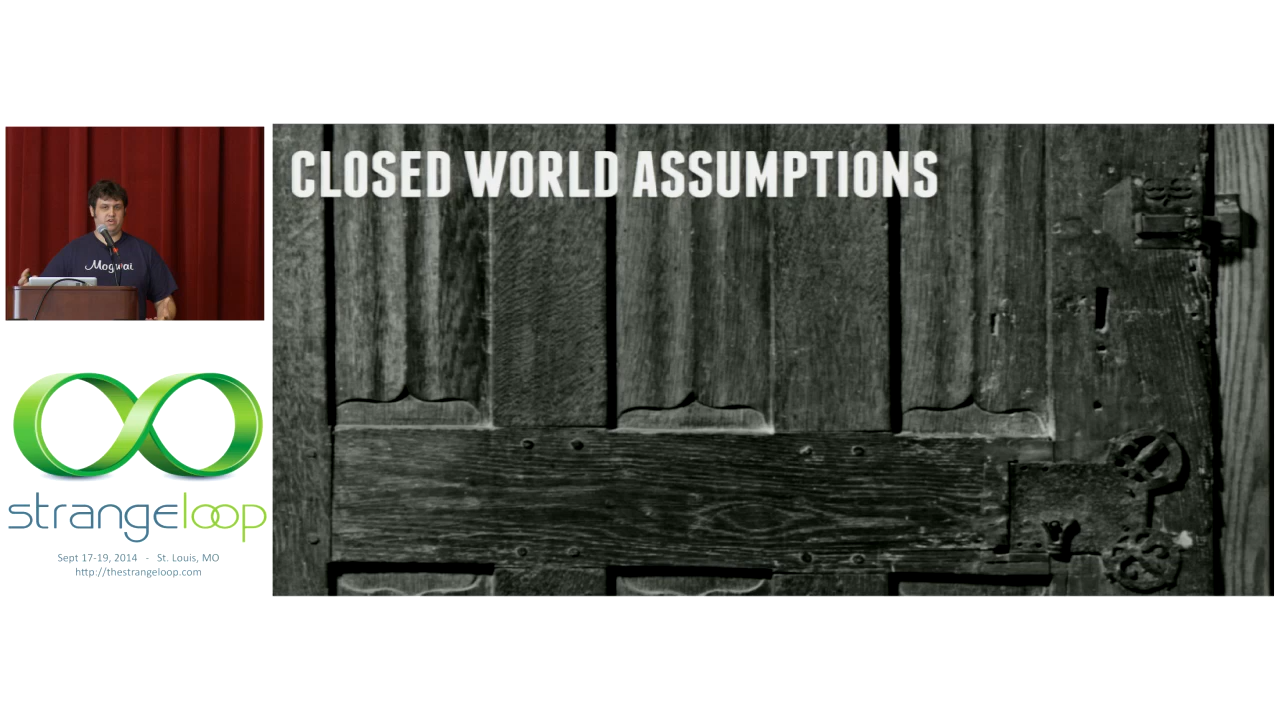 CLOSED WORLD ASSUMPTIONS
Mogwai
strangeloop
Sept 17-19, 2014 - St. Louis, MO
http://thestrangeloop.com